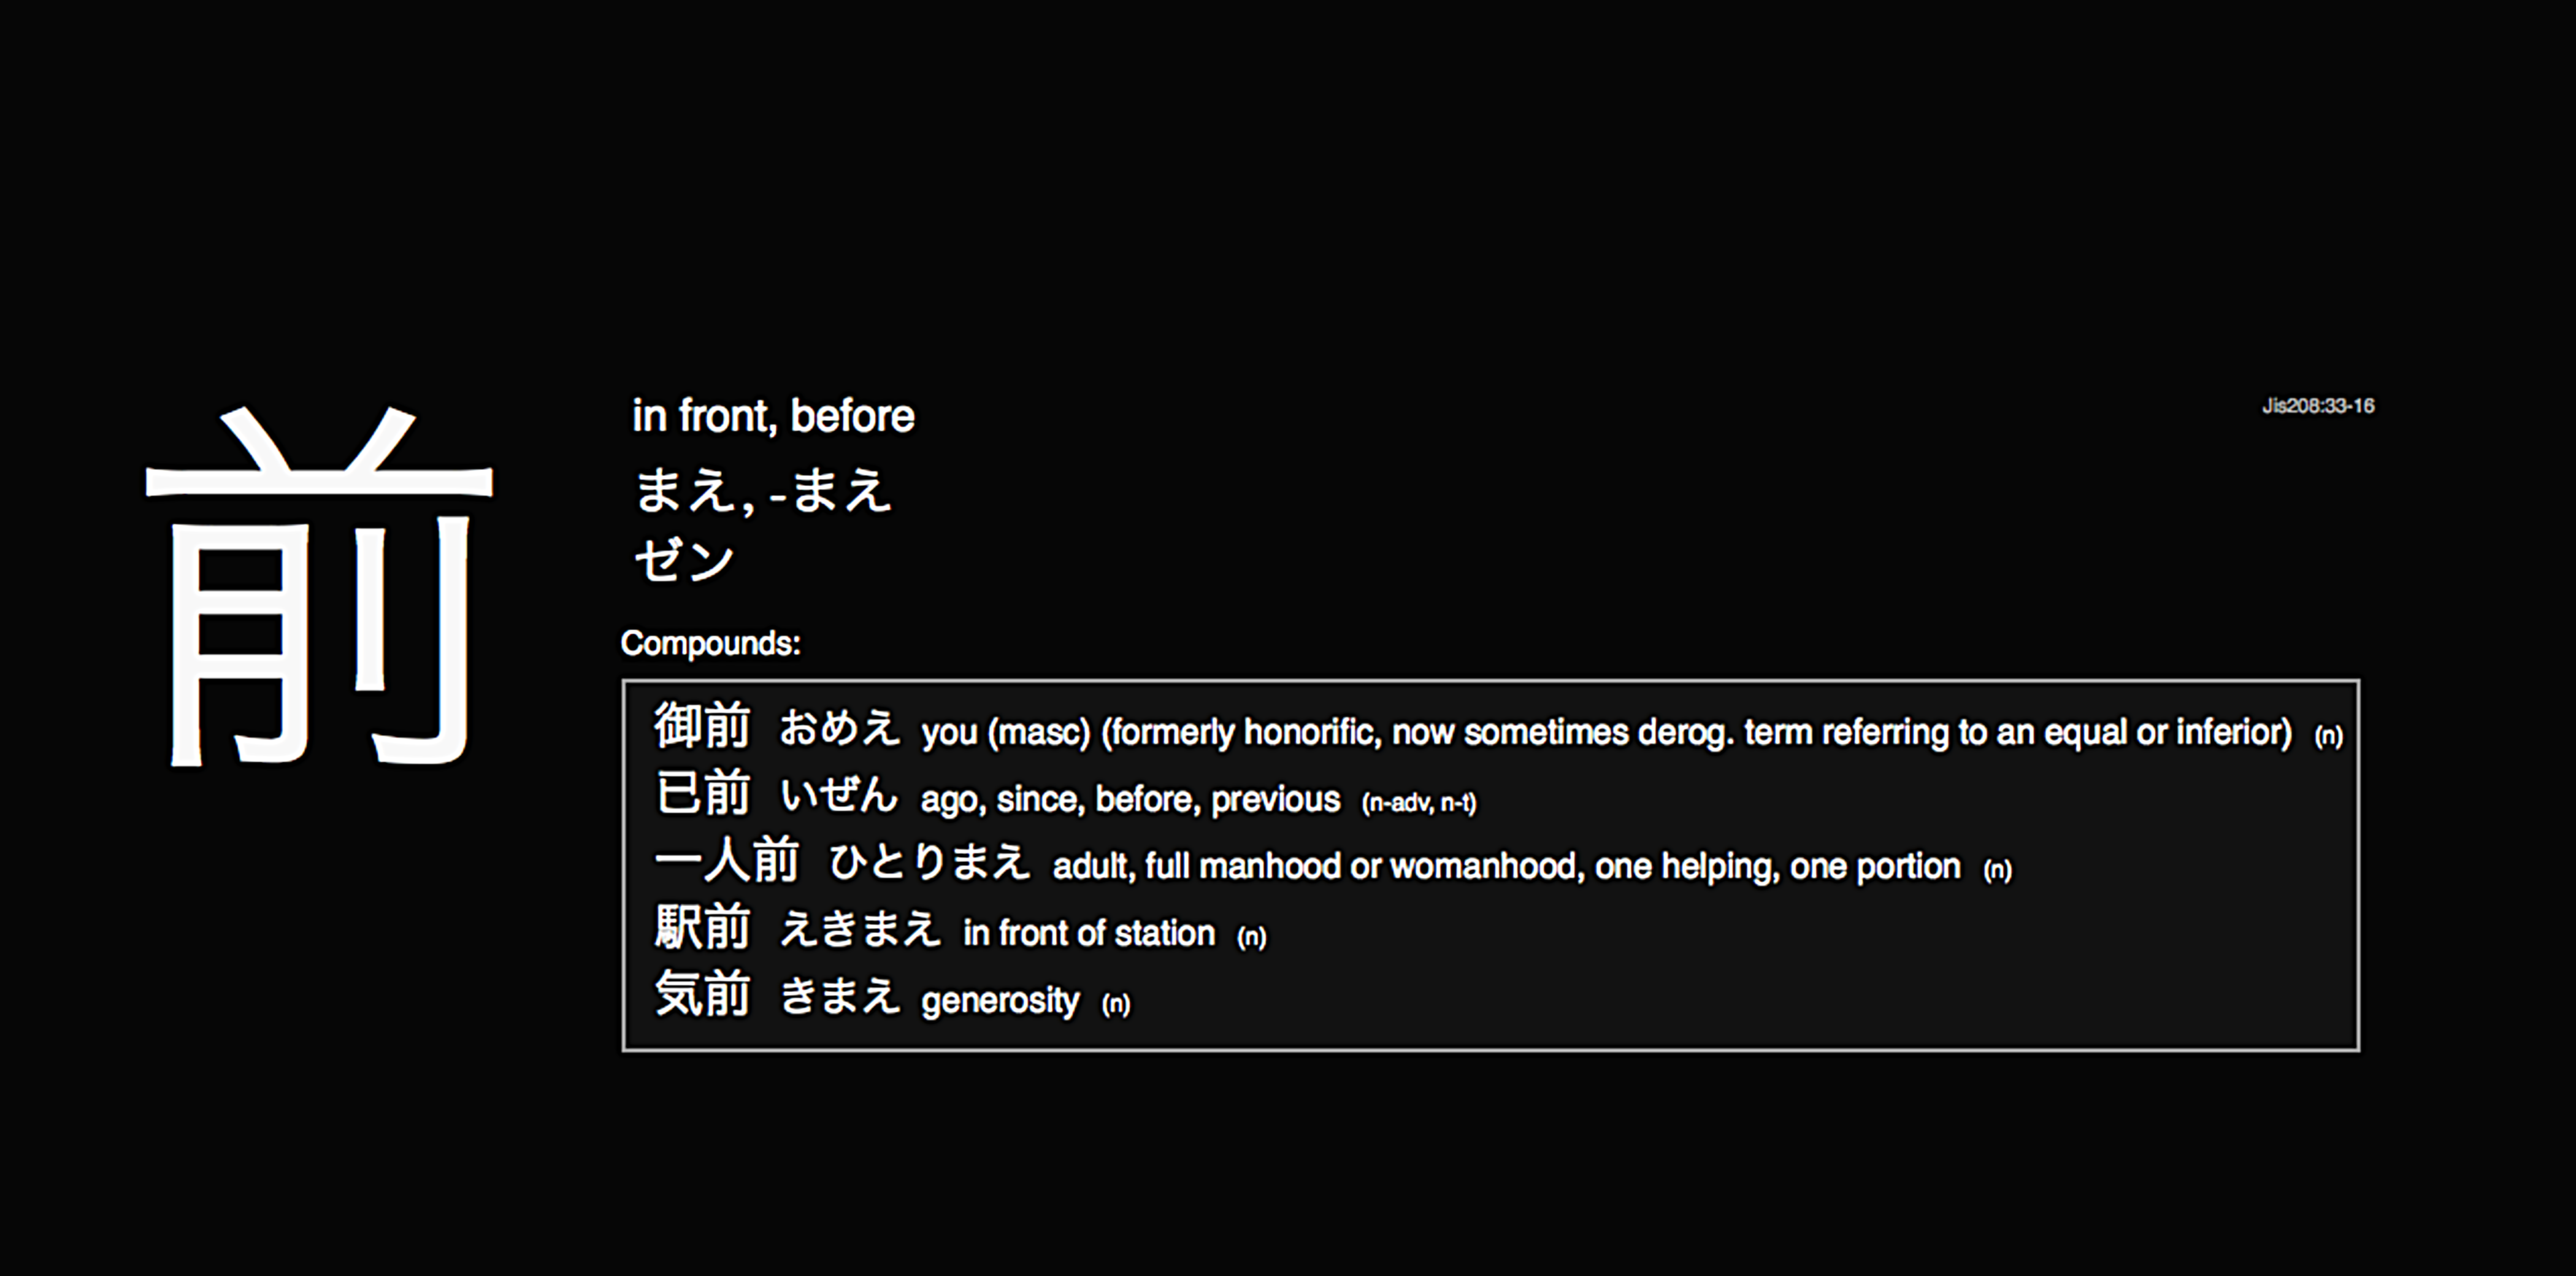 前
in front, before
まえ, -まえ
ゼン
Jis208:33-16
Compounds:
御前 おめえ you (masc) (formerly honorific, now sometimes derog. term referring to an equal or inferior) (n)
已前 いぜん ago, since, before, previous (n-adv, n-t)
一人前 ひとりまえ adult, full manhood or womanhood, one helping, one portion (n)
駅前 えきまえ in front of station (n)
気前 きまえ generosity (n)